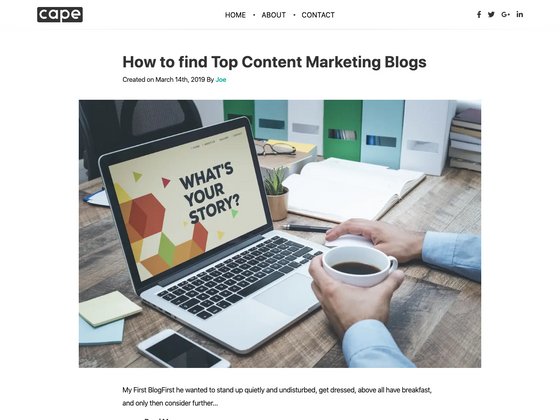 cape
HOME • ABOUT • CONTACT
How to find Top Content Marketing Blogs
Created on March 14th, 2019 By Joe
WHAT'S
YOUR
STORY?
My First BlogFirst he wanted to stand up quietly and undisturbed, get dressed, above all have breakfast,
and only then consider further...